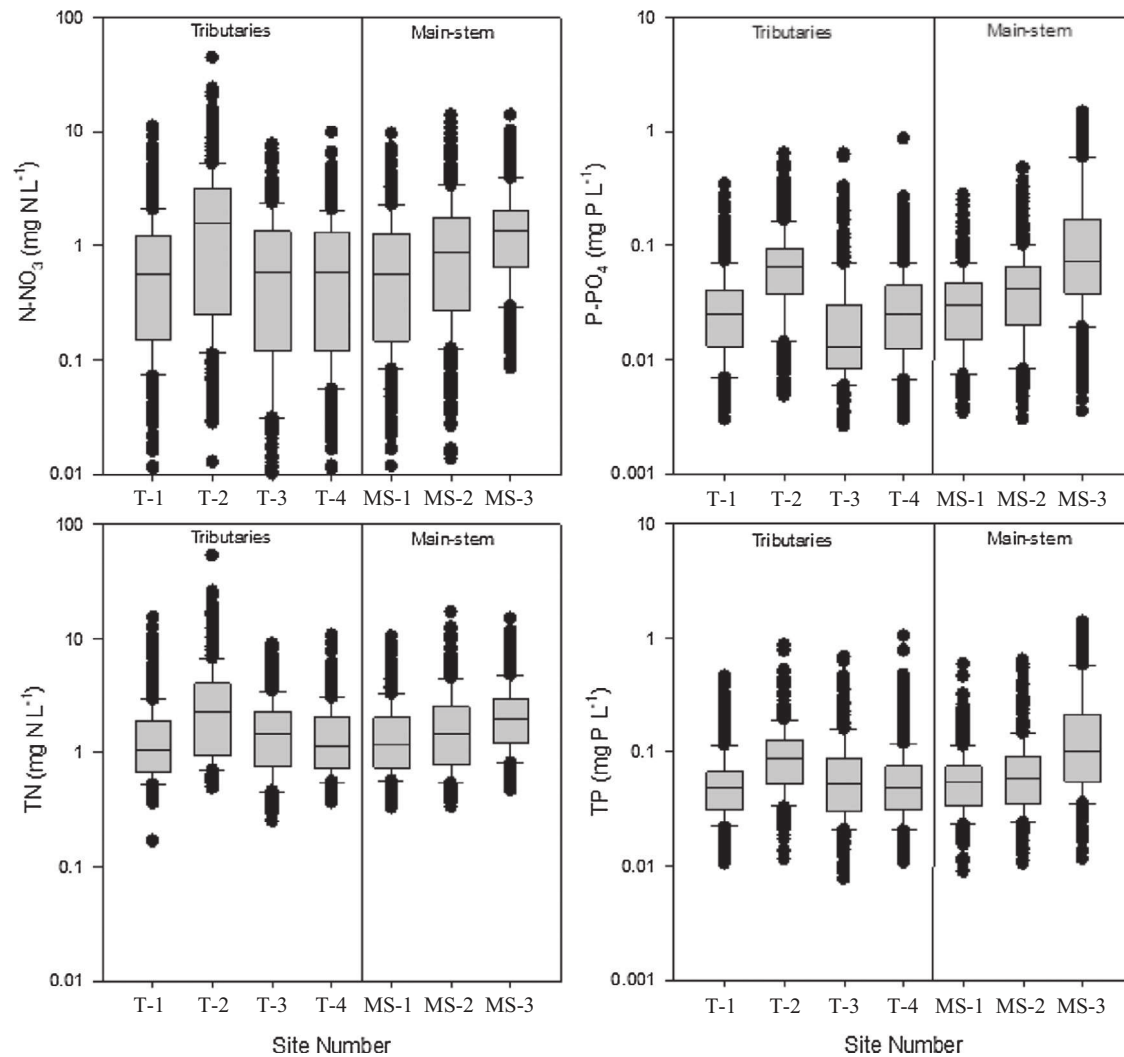 100
10
1
0.1
0.01
N-NO3 (mg N L-1)
Tributaries
Main-stem
T-1 T-2 T-3 T-4 MS-1 MS-2 MS-3
10
1
0.1
0.01
0.001
P-PO4 (mg P L-1)
Tributaries
Main-stem
T-1 T-2 T-3 T-4 MS-1 MS-2 MS-3
100
10
1
0.1
0.01
TN (mg N L-1)
Tributaries
Main-stem
T-1 T-2 T-3 T-4 MS-1 MS-2 MS-3
Site Number
10
1
0.1
0.01
0.001
TP (mg P L-1)
Tributaries
Main-stem
T-1 T-2 T-3 T-4 MS-1 MS-2 MS-3
Site Number